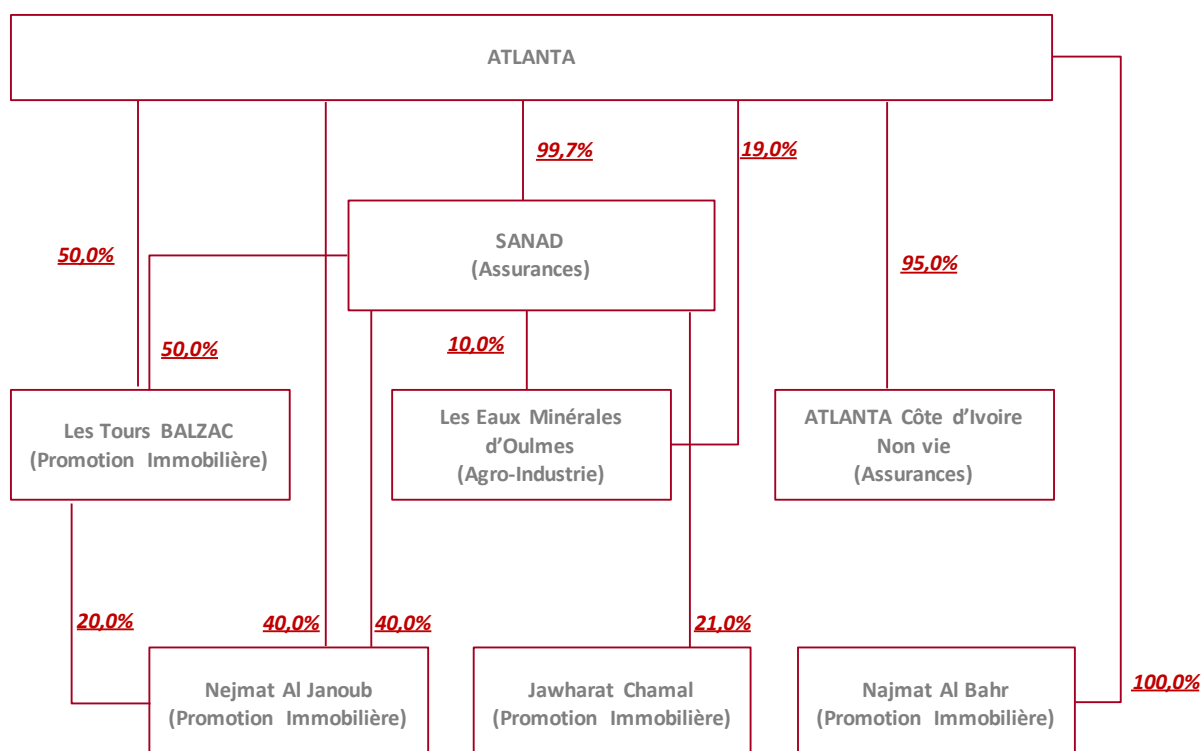 ATLANTA
99,7%
19,0%
SANAD
(Assurances)
50,0%
95,0%
50,0%
10,0%
Les Tours BALZAC
(Promotion Immobilière)
Les Eaux Minérales
d’Oulmes
(Agro-Industrie)
ATLANTA Côte d’Ivoire
Non vie
(Assurances)
20,0%
40,0%
40,0%
21,0%
Nejmat Al Janoub
(Promotion Immobilière)
Jawharat Chamal
(Promotion Immobilière)
Najmat Al Bahr
(Promotion Immobilière)
100,0%